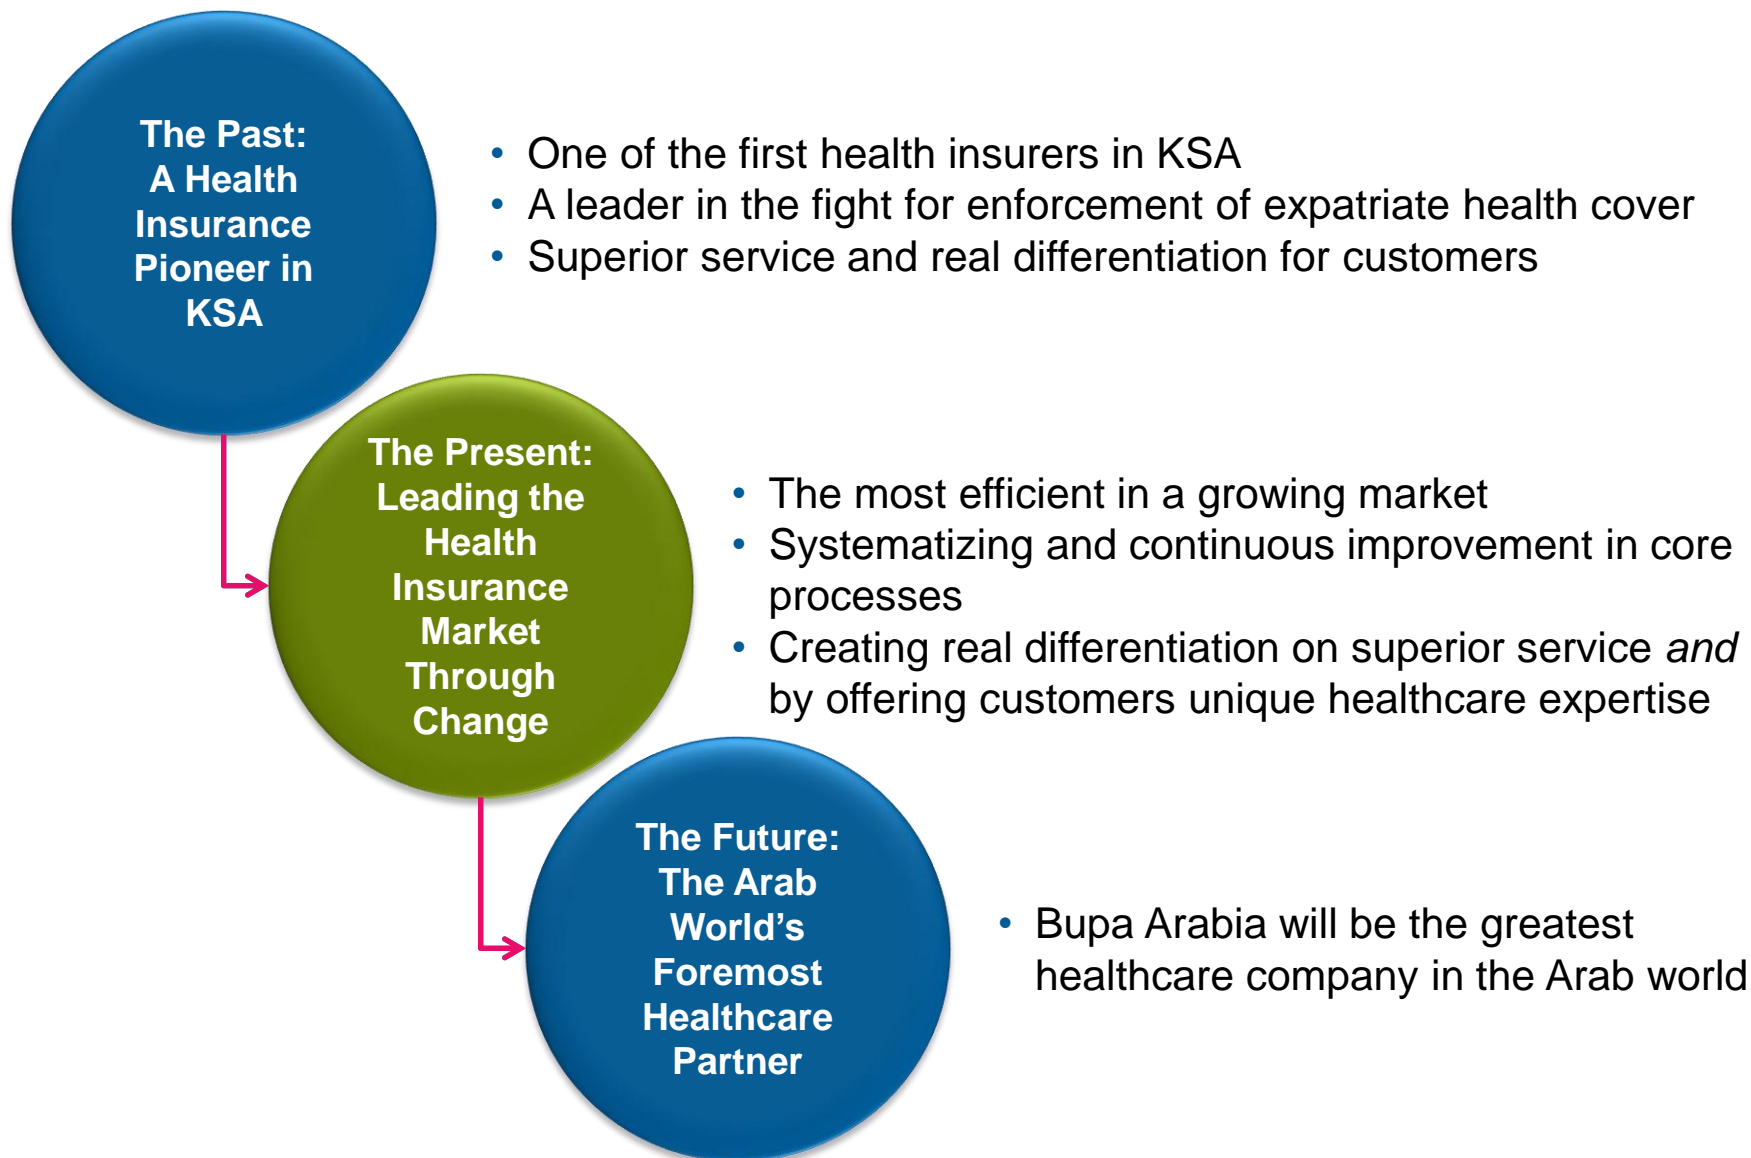 The Past:
A Health
Insurance
Pioneer in
KSA
• One of the first health insurers in KSA
• A leader in the fight for enforcement of expatriate health cover
• Superior service and real differentiation for customers
The Present:
Leading the
Health
Insurance
Market
Through
Change
• The most efficient in a growing market
• Systematizing and continuous improvement in core
processes
• Creating real differentiation on superior service and
by offering customers unique healthcare expertise
The Future:
The Arab
World’s
Foremost
Healthcare
Partner
• Bupa Arabia will be the greatest
healthcare company in the Arab world